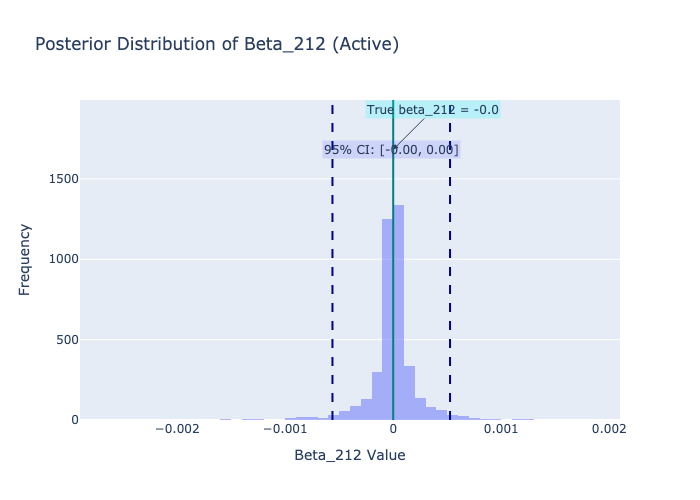 Posterior Distribution of Beta_212 (Active)
True beta_212 = -0.0
95% CI: [-0.00, 0.00]
1500
1000
500
0
Frequency
−0.002
−0.001
0
0.001
0.002
Beta_212 Value